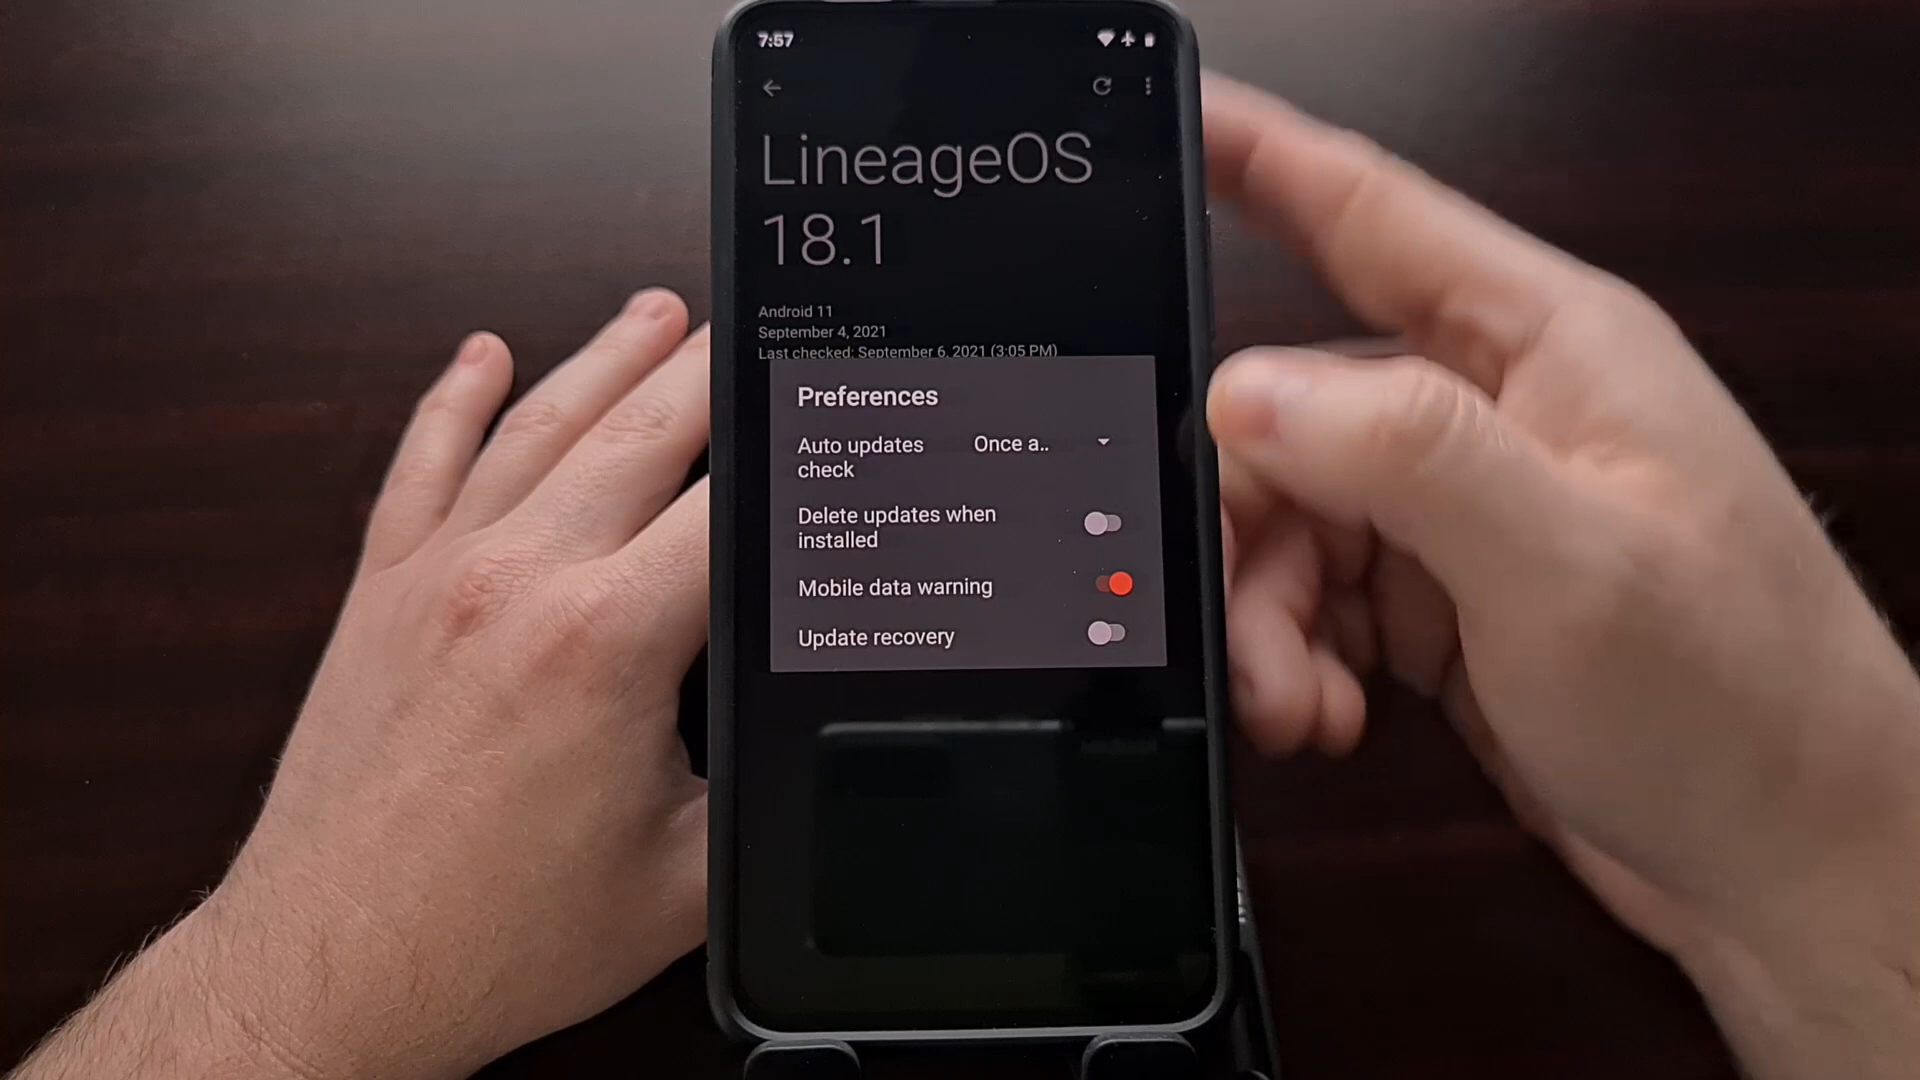 7:57
LineageOS
18.1
Android 11
September 4, 2021
Last checked: September 6, 2021 (3:05 PM)
Preferences
Auto updates
check
Once a..
Delete updates when
installed
Mobile data warning
Update recovery